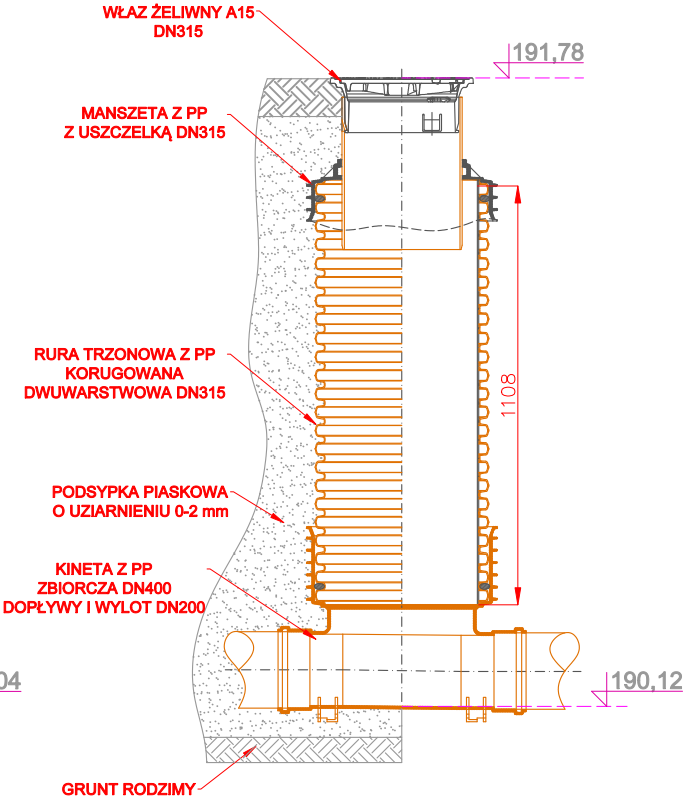 WŁAZ ŻELIWNY A15
DN315
191,78
MANSZETA Z PP
Z USZCZELKĄ DN315
RURA TRZONOWA Z PP
KORUGOWANA
DWUWARSTWOWA DN315
1108
PODSYPKA PIASKOWA
O UZIARNIENIU 0-2 mm
KINETA Z PP
ZBIORCZA DN400
DOPŁYWY I WYLOT DN200
04
190,12
GRUNT RODZIMY